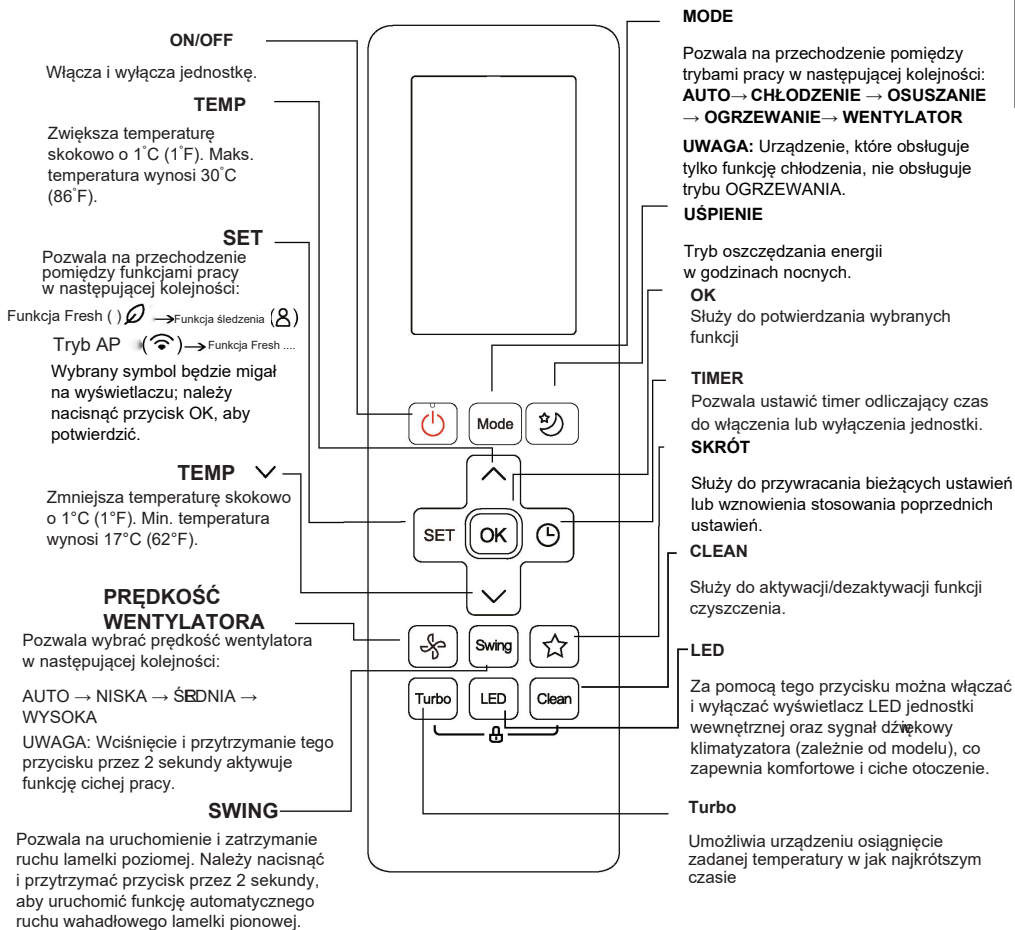 ON/OFF
Włącza i wyłącza jednostkę.
TEMP
Zwiększa temperaturę
skokowo o 1°C (1°F). Maks.
temperatura wynosi 30°C
(86°F).
SET
Pozwala na przechodzenie
pomiędzy funkcjami pracy
w następującej kolejności:
Funkcja Fresh ( ) → Funkcja śledzenia ( )
Tryb AP ( ) → Funkcja Fresh ....
Wybrany symbol będzie migał
na wyświetlaczu; należy
nacisnąć przycisk OK, aby
potwierdzić.
TEMP
Zmniejsza temperaturę skokowo
o 1°C (1°F). Min. temperatura
wynosi 17°C (62°F).
PRĘDKOŚĆ
WENTYLATORA
Pozwala wybrać prędkość wentylatora
w następującej kolejności:
AUTO → NISKA → ŚREDNIA →
WYSOKA
UWAGA: Wciśnięcie i przytrzymanie tego
przycisku przez 2 sekundy aktywuje
funkcję cichej pracy.
SWING
Pozwala na uruchomienie i zatrzymanie
ruchu lamelki poziomej. Należy nacisnąć
i przytrzymać przycisk przez 2 sekundy,
aby uruchomić funkcję automatycznego
ruchu wahadłowego lamelki pionowej.
Mode
SET
OK
Swing
Turbo
LED
Clean
MODE
Pozwala na przechodzenie pomiędzy
trybami pracy w następującej kolejności:
AUTO→ CHŁODZENIE → OSUSZANIE
→ OGRZEWANIE→ WENTYLATOR
UWAGA: Urządzenie, które obsługuje
tylko funkcję chłodzenia, nie obsługuje
trybu OGRZEWANIA.
UŚPIENIE
Tryb oszczędzania energii
w godzinach nocnych.
OK
Służy do potwierdzania wybranych
funkcji
TIMER
Pozwala ustawić timer odliczający czas
do włączenia lub wyłączenia jednostki.
SKRÓT
Służy do przywracania bieżących ustawień
lub wznowienia stosowania poprzednich
ustawień.
CLEAN
Służy do aktywacji/dezaktywacji funkcji
czyszczenia.
LED
Za pomocą tego przycisku można włączać
i wyłączać wyświetlacz LED jednostki
wewnętrznej oraz sygnał dźwiękowy
klimatyzatora (zależnie od modelu), co
zapewnia komfortowe i ciche otoczenie.
Turbo
Umożliwia urządzeniu osiągnięcie
zadanej temperatury w jak najkrótszym
czasie